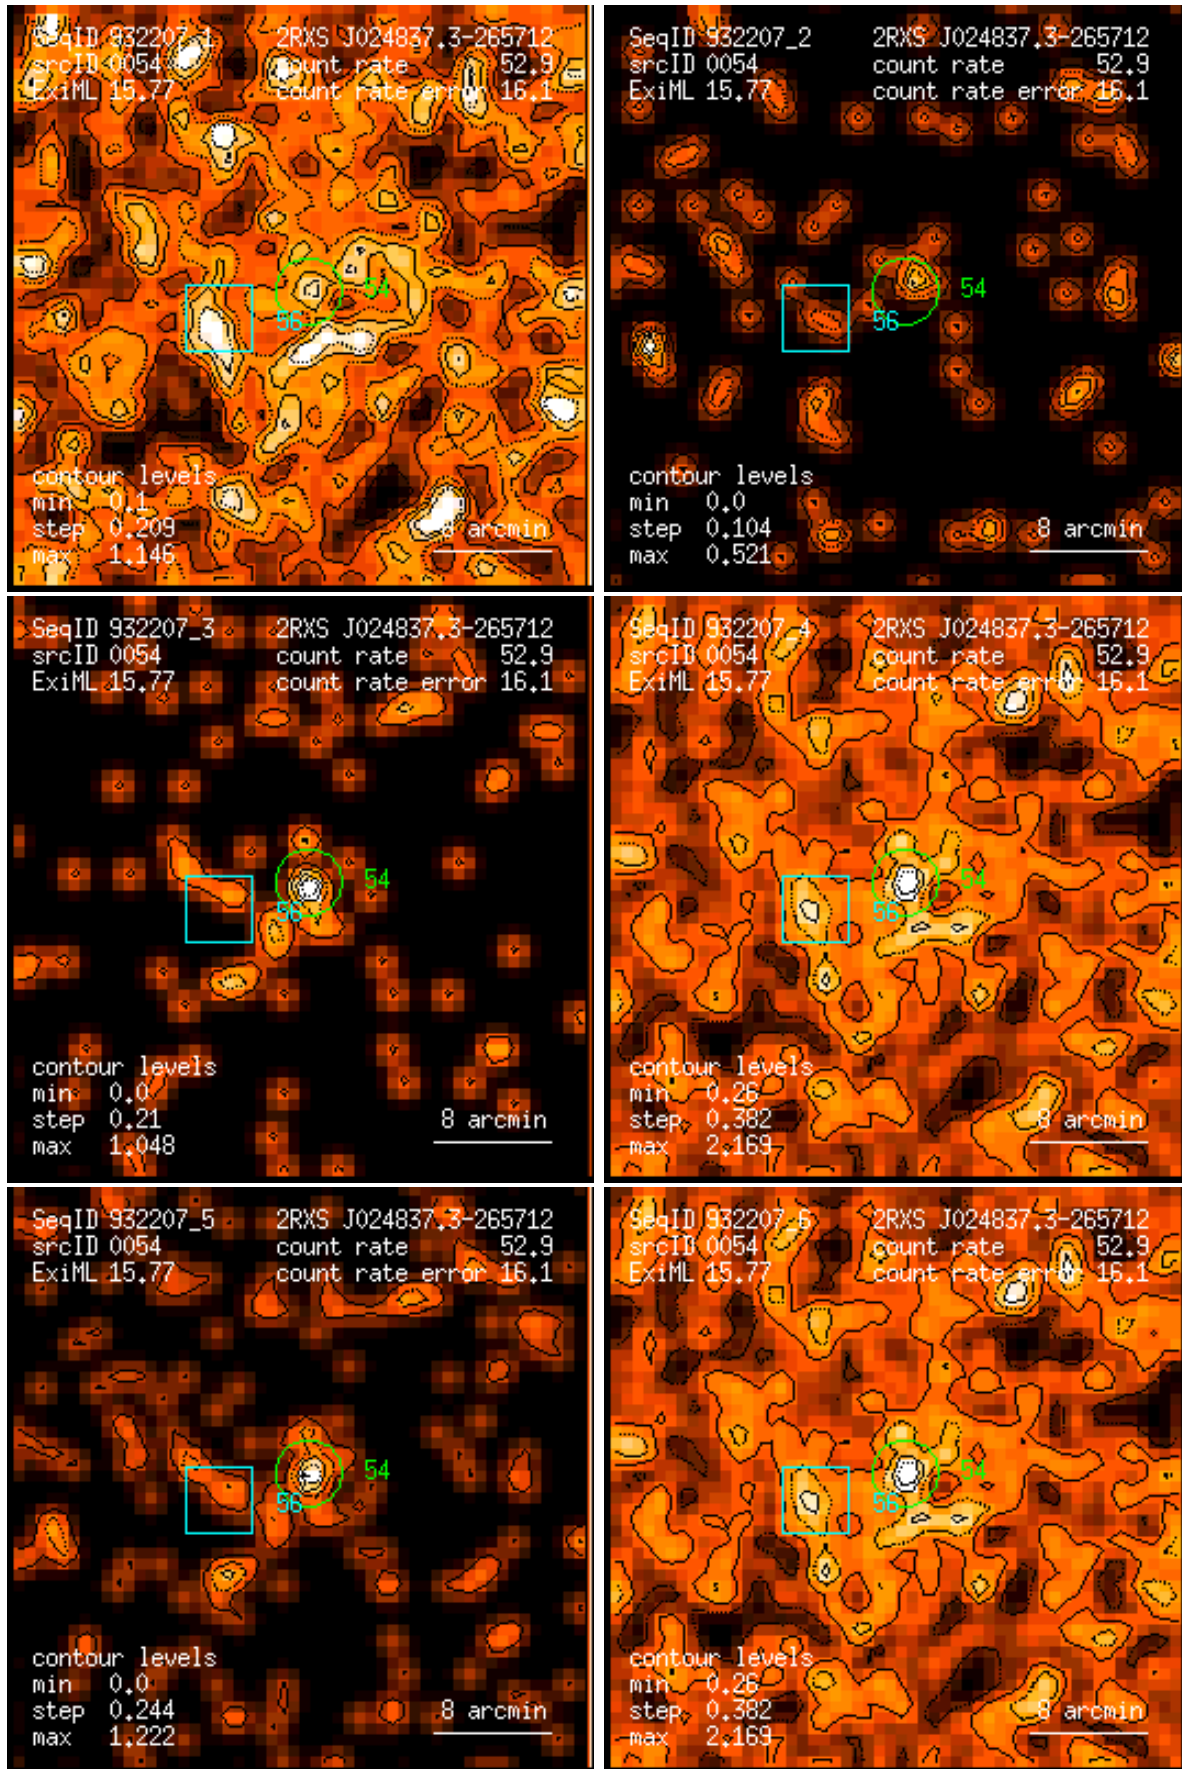 SeqID 932207_1 2RXS J024837.3-265712
srcID 0054 count rate 52.9
ExiML 15.77 count rate error 16.1
54
56
contour levels
min 0.1
step 0.209
max 1.146
8 arcmin
SeqID 932207_2 2RXS J024837.3-265712
srcID 0054 count rate 52.9
ExiML 15.77 count rate error 16.1
54
56
contour levels
min 0.0
step 0.104
max 0.521
8 arcmin
SeqID 932207_3 2RXS J024837.3-265712
srcID 0054 count rate 52.9
ExiML 15.77 count rate error 16.1
54
56
contour levels
min 0.0
step 0.21
max 1.048
8 arcmin
SeqID 932207_4 2RXS J024837.3-265712
srcID 0054 count rate 52.9
ExiML 15.77 count rate error 16.1
54
56
contour levels
min 0.26
step 0.382
max 2.169
8 arcmin
SeqID 932207_5 2RXS J024837.3-265712
srcID 0054 count rate 52.9
ExiML 15.77 count rate error 16.1
54
56
contour levels
min 0.0
step 0.244
max 1.222
8 arcmin
SeqID 932207_6 2RXS J024837.3-265712
srcID 0054 count rate 52.9
ExiML 15.77 count rate error 16.1
54
56
contour levels
min 0.26
step 0.382
max 2.169
8 arcmin